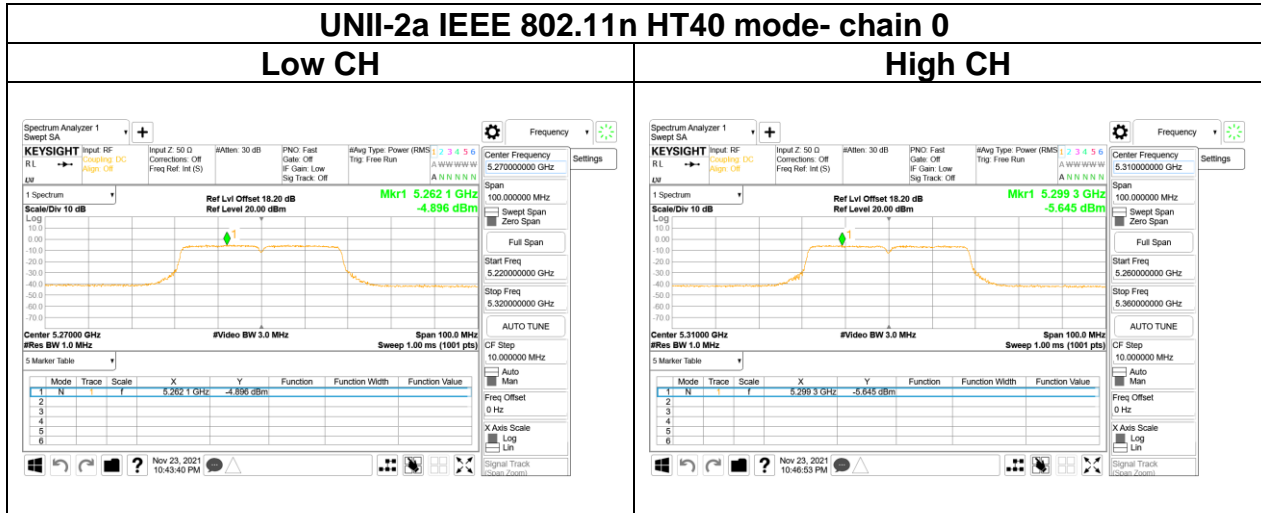 UNII-2a IEEE 802.11n HT40 mode- chain 0
Low CH
High CH
Spectrum Analyzer 1
Swept SA
+
Frequency
KEYSIGHT
Input: RF
Coupling: DC
Align: Off
Input Z: 50 Ω
Corrections: Off
Freq Ref: Int (S)
#Atten: 30 dB
PNO: Fast
Gate: Off
IF Gain: Low
Sig Track: Off
#Avg Type: Power (RMS
Trig: Free Run
1 2 3 4 5 6
A W W W W W
A N N N N N
RL
LXI
Center Frequency
5.270000000 GHz
Settings
Span
100.000000 MHz
Swept Span
Zero Span
Full Span
Start Freq
5.220000000 GHz
Stop Freq
5.320000000 GHz
AUTO TUNE
CF Step
10.000000 MHz
Auto
Man
Freq Offset
0 Hz
X Axis Scale
Log
Lin
Signal Track
(Span Zoom)
1 Spectrum
Scale/Div 10 dB
Log
Ref Lvl Offset 18.20 dB
Ref Level 20.00 dBm
Mkr1 5.262 1 GHz
-4.896 dBm
10.0
0.00
-10.0
-20.0
-30.0
-40.0
-50.0
-60.0
-70.0
1
Center 5.27000 GHz
#Res BW 1.0 MHz
#Video BW 3.0 MHz
Span 100.0 MHz
Sweep 1.00 ms (1001 pts)
5 Marker Table
Mode Trace Scale X Y Function Function Width Function Value
1 N 1 f 5.262 1 GHz -4.896 dBm
2
3
4
5
6
?
Nov 23, 2021
10:43:40 PM
Spectrum Analyzer 1
Swept SA
+
Frequency
KEYSIGHT
Input: RF
Coupling: DC
Align: Off
Input Z: 50 Ω
Corrections: Off
Freq Ref: Int (S)
#Atten: 30 dB
PNO: Fast
Gate: Off
IF Gain: Low
Sig Track: Off
#Avg Type: Power (RMS
Trig: Free Run
1 2 3 4 5 6
A W W W W W
A N N N N N
RL
LXI
Center Frequency
5.310000000 GHz
Settings
Span
100.000000 MHz
Swept Span
Zero Span
Full Span
Start Freq
5.260000000 GHz
Stop Freq
5.360000000 GHz
AUTO TUNE
CF Step
10.000000 MHz
Auto
Man
Freq Offset
0 Hz
X Axis Scale
Log
Lin
Signal Track
(Span Zoom)
1 Spectrum
Scale/Div 10 dB
Log
Ref Lvl Offset 18.20 dB
Ref Level 20.00 dBm
Mkr1 5.299 3 GHz
-5.645 dBm
10.0
0.00
-10.0
-20.0
-30.0
-40.0
-50.0
-60.0
-70.0
1
Center 5.31000 GHz
#Res BW 1.0 MHz
#Video BW 3.0 MHz
Span 100.0 MHz
Sweep 1.00 ms (1001 pts)
5 Marker Table
Mode Trace Scale X Y Function Function Width Function Value
1 N 1 f 5.299 3 GHz -5.645 dBm
2
3
4
5
6
?
Nov 23, 2021
10:46:53 PM